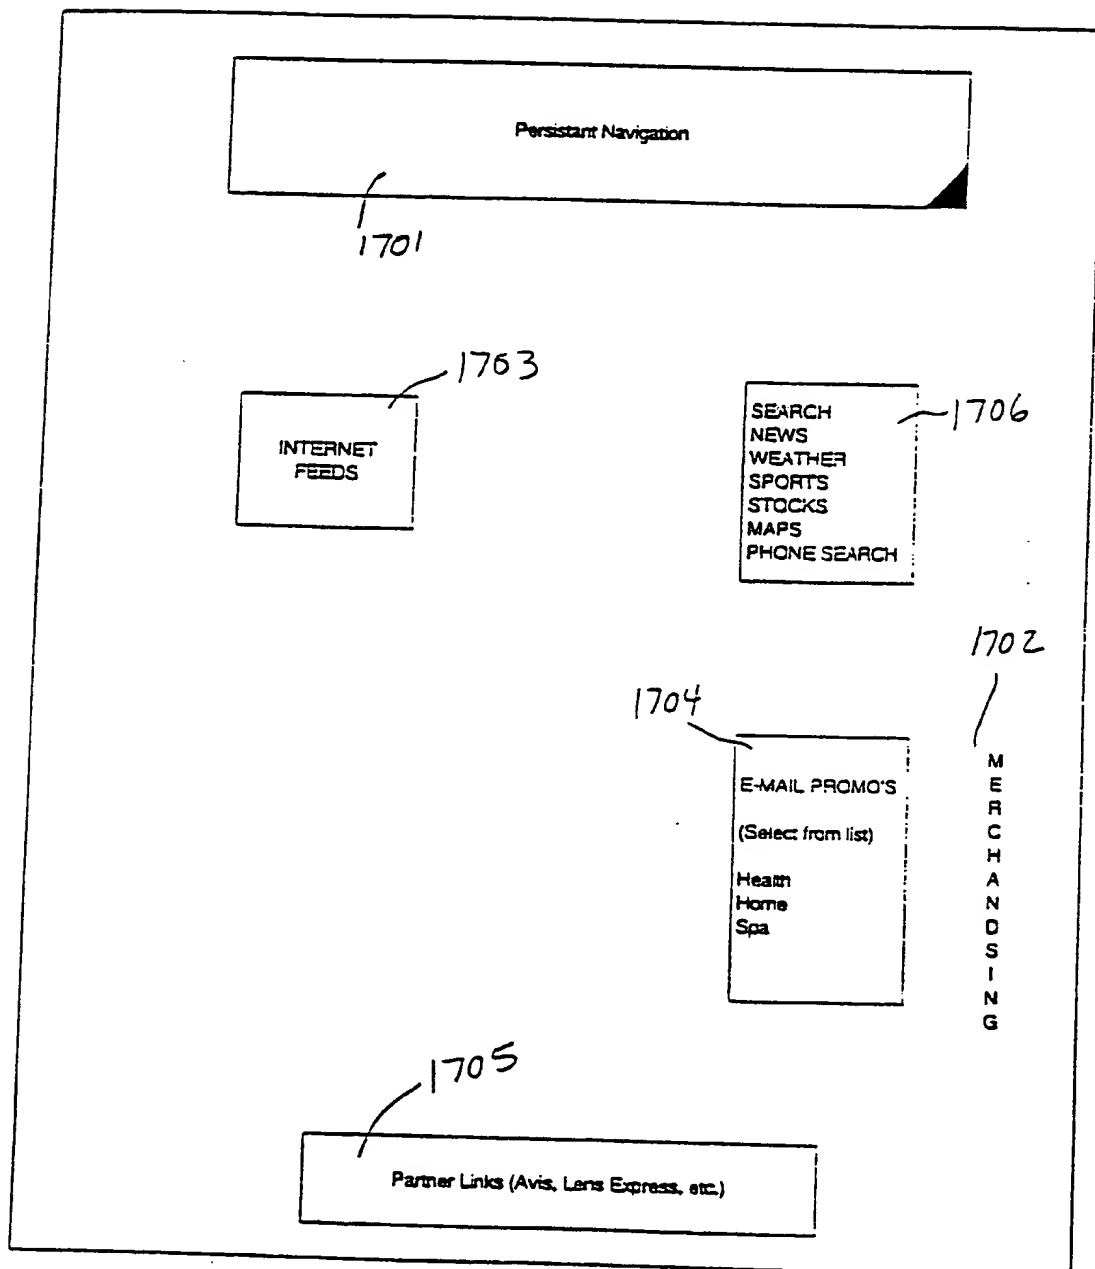 Persistant Navigation
1701
1703
INTERNET
FEEDS
SEARCH
NEWS
WEATHER
SPORTS
STOCKS
MAPS
PHONE SEARCH
1706
1702
1704
E-MAIL PROMO'S
(Select from list)
Health
Home
Spa
M
E
R
C
H
A
N
D
S
I
N
G
1705
Partner Links (Avis, Lens Express, etc.)